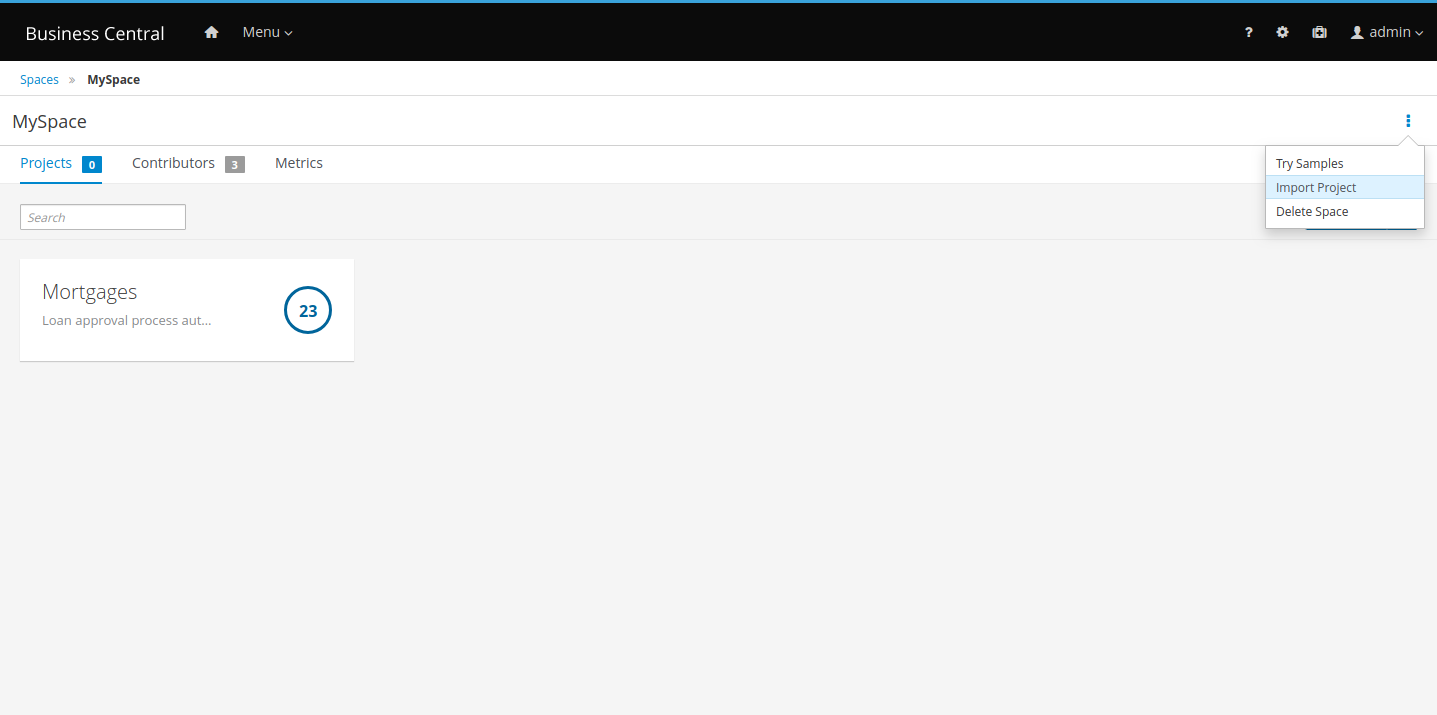 Business Central Menu ? admin
Spaces » MySpace
MySpace
Projects 0 Contributors 3 Metrics
Try Samples
Import Project
Delete Space
Search
Mortgages
Loan approval process aut...
23